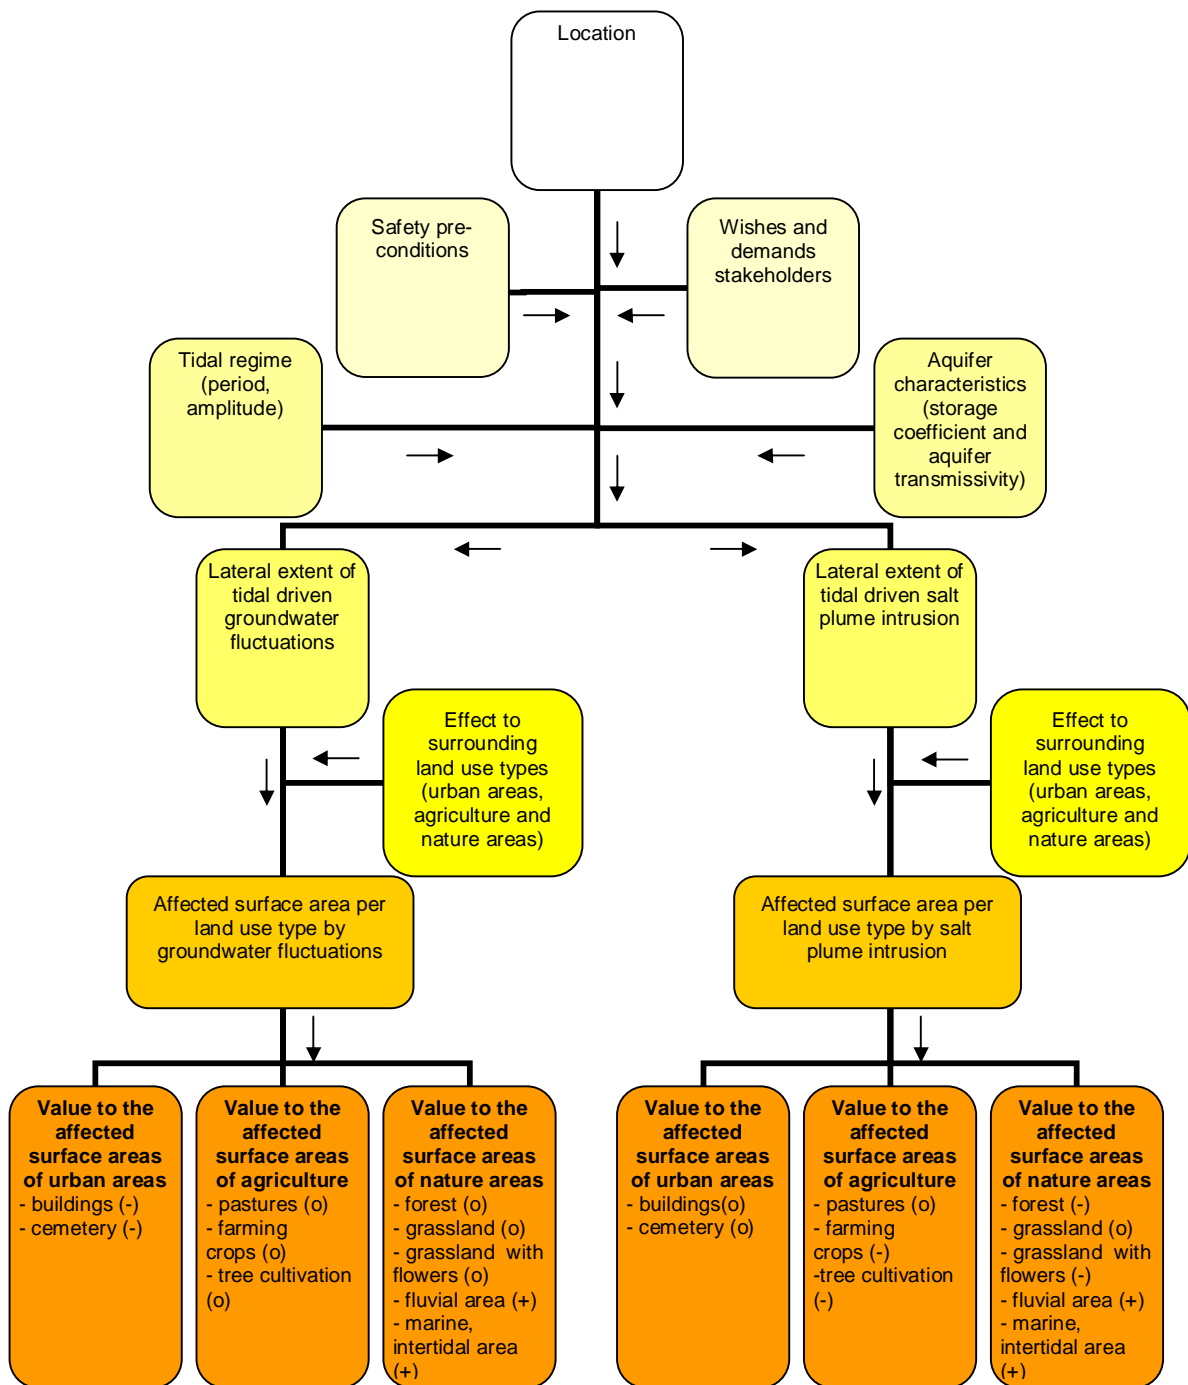 Location
Safety pre-
conditions
Wishes and
demands
stakeholders
Tidal regime
(period,
amplitude)
Aquifer
characteristics
(storage
coefficient and
aquifer
transmissivity)
Lateral extent of
tidal driven
groundwater
fluctuations
Lateral extent of
tidal driven salt
plume intrusion
Effect to
surrounding
land use types
(urban areas,
agriculture and
nature areas)
Effect to
surrounding
land use types
(urban areas,
agriculture and
nature areas)
Affected surface area per
land use type by
groundwater fluctuations
Affected surface area per
land use type by salt
plume intrusion
Value to the
affected
surface areas
of urban areas
- buildings (-)
- cemetery (-)
Value to the
affected
surface areas
of agriculture
- pastures (o)
- farming
crops (o)
- tree cultivation
(o)
Value to the
affected
surface areas
of nature areas
- forest (o)
- grassland (o)
- grassland with
flowers (o)
- fluvial area (+)
- marine,
intertidal area
(+)
Value to the
affected
surface areas
of urban areas
- buildings(o)
- cemetery (o)
Value to the
affected
surface areas
of agriculture
- pastures (o)
- farming
crops (-)
-tree cultivation
(-)
Value to the
affected
surface areas
of nature areas
- forest (-)
- grassland (o)
- grassland with
flowers (-)
- fluvial area (+)
- marine,
intertidal area
(+)